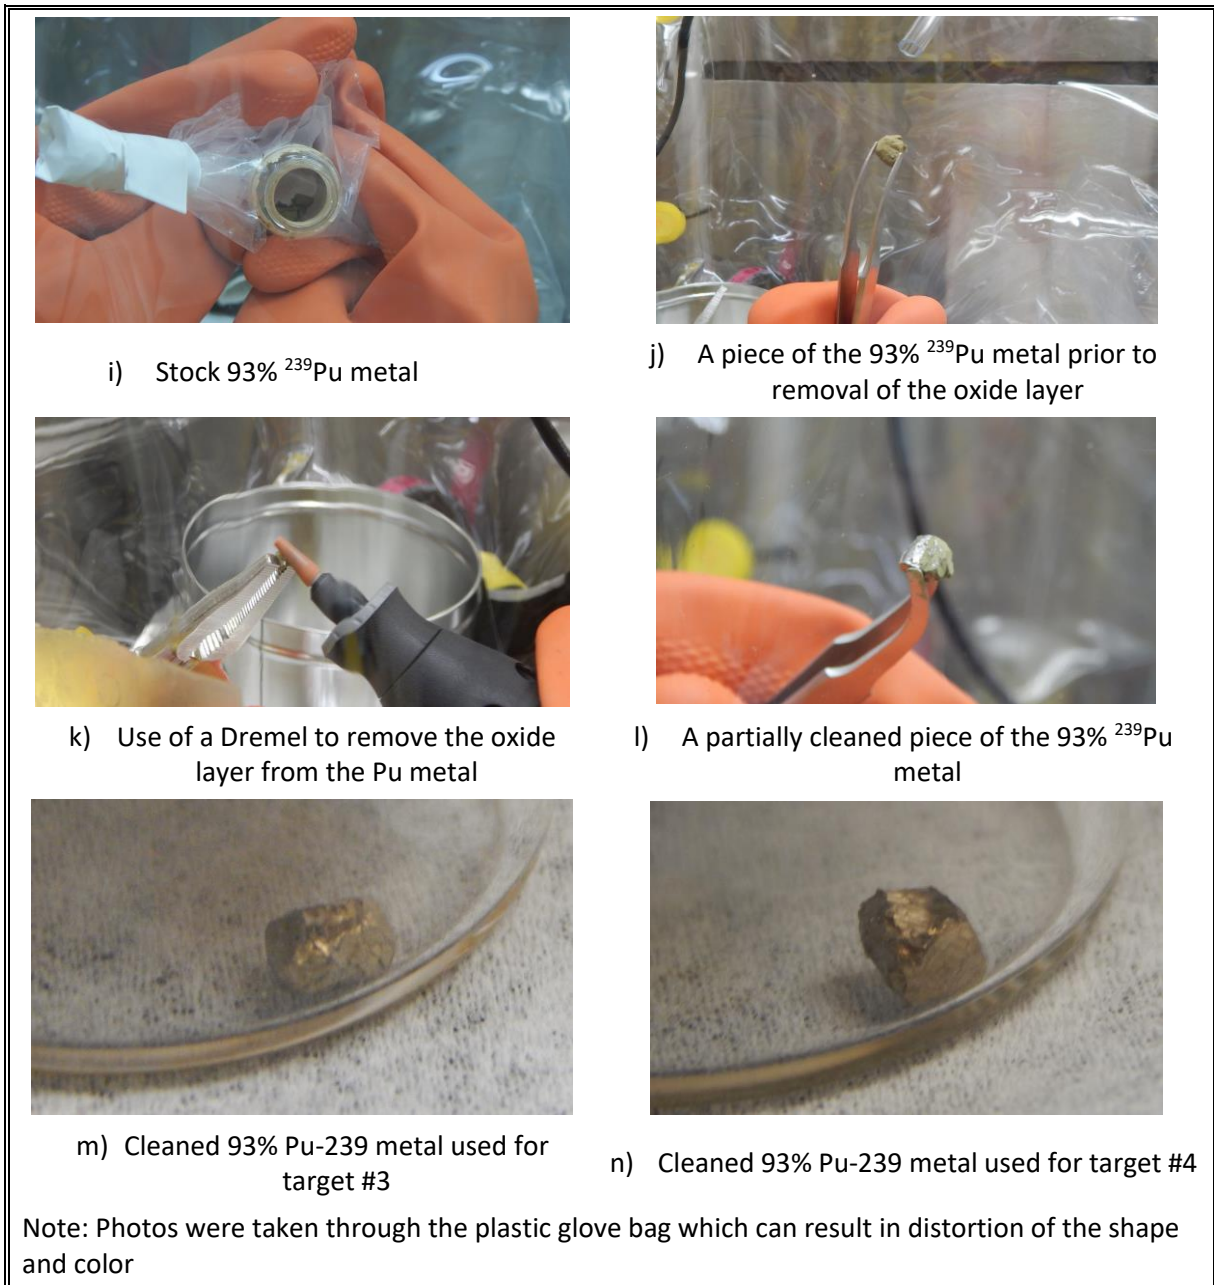 i) Stock 93% ²³⁹Pu metal
j) A piece of the 93% ²³⁹Pu metal prior to
removal of the oxide layer
k) Use of a Dremel to remove the oxide
layer from the Pu metal
l) A partially cleaned piece of the 93% ²³⁹Pu
metal
m) Cleaned 93% Pu-239 metal used for
target #3
n) Cleaned 93% Pu-239 metal used for target #4
Note: Photos were taken through the plastic glove bag which can result in distortion of the shape
and color